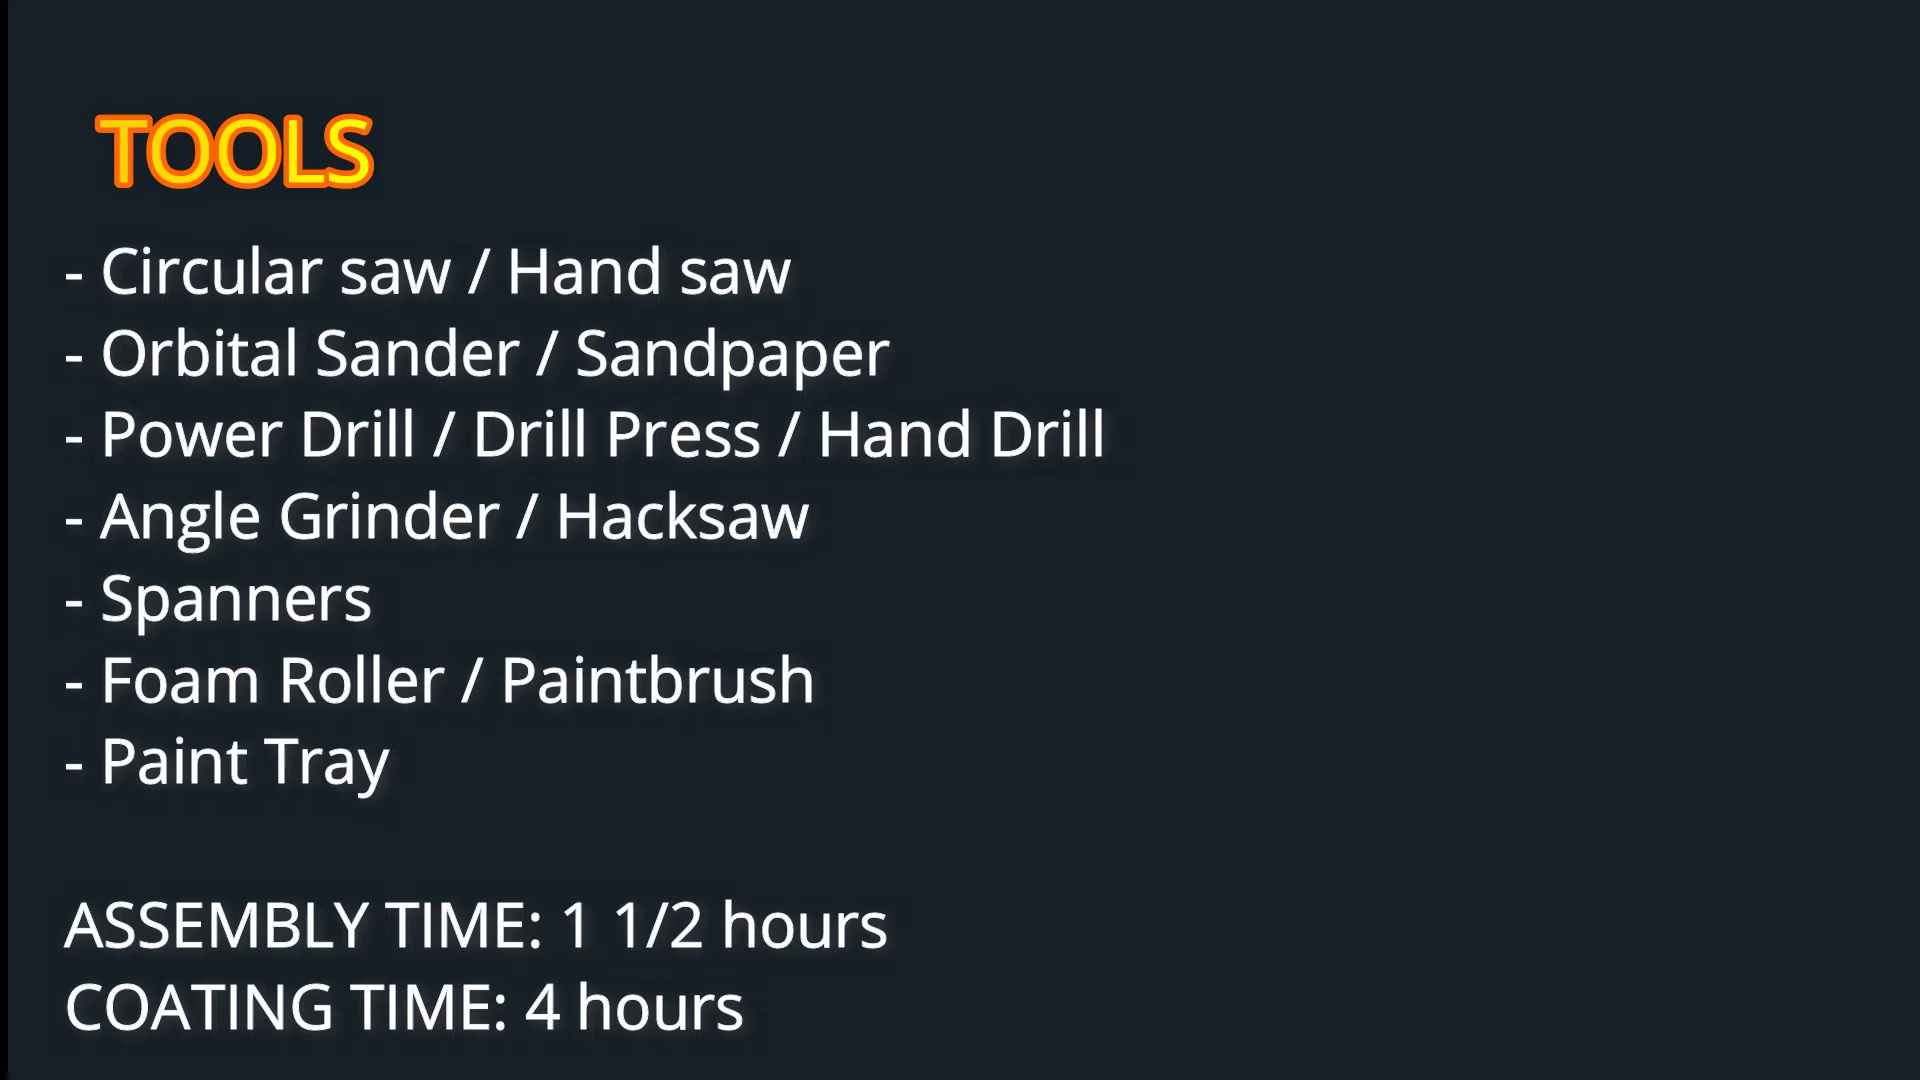 TOOLS
- Circular saw / Hand saw
- Orbital Sander / Sandpaper
- Power Drill / Drill Press / Hand Drill
- Angle Grinder / Hacksaw
- Spanners
- Foam Roller / Paintbrush
- Paint Tray
ASSEMBLY TIME: 1 1/2 hours
COATING TIME: 4 hours